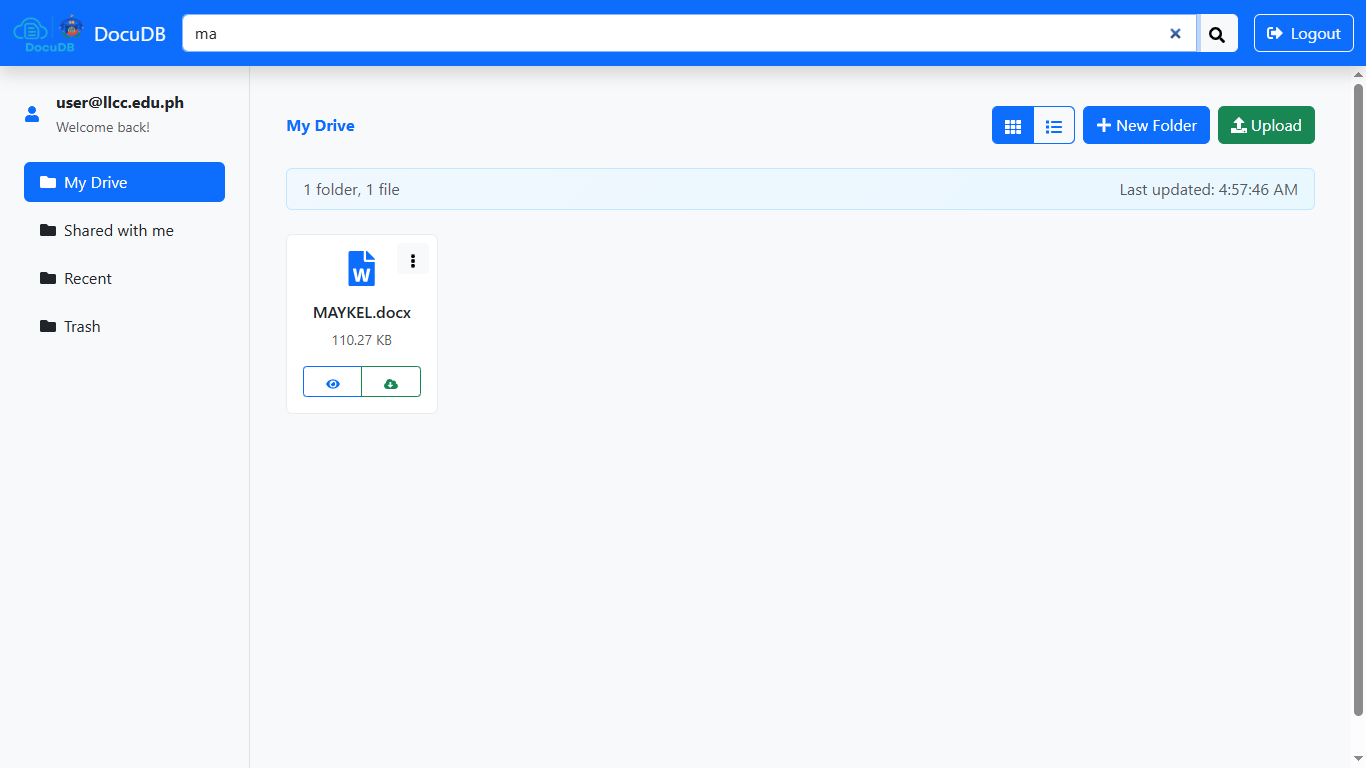 DocuDB
DocuDB
ma
Logout
user@llcc.edu.ph
Welcome back!
My Drive
Shared with me
Recent
Trash
My Drive
New Folder
Upload
1 folder, 1 file
Last updated: 4:57:46 AM
W
MAYKEL.docx
110.27 KB